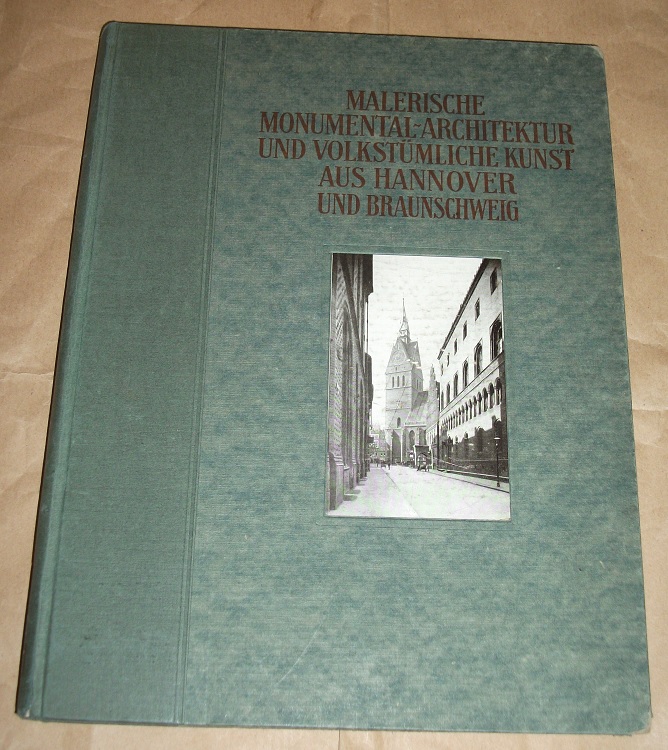 MALERISCHE
MONUMENTAL-ARCHITEKTUR
UND VOLKSTÜMLICHE KUNST
AUS HANNOVER
UND BRAUNSCHWEIG